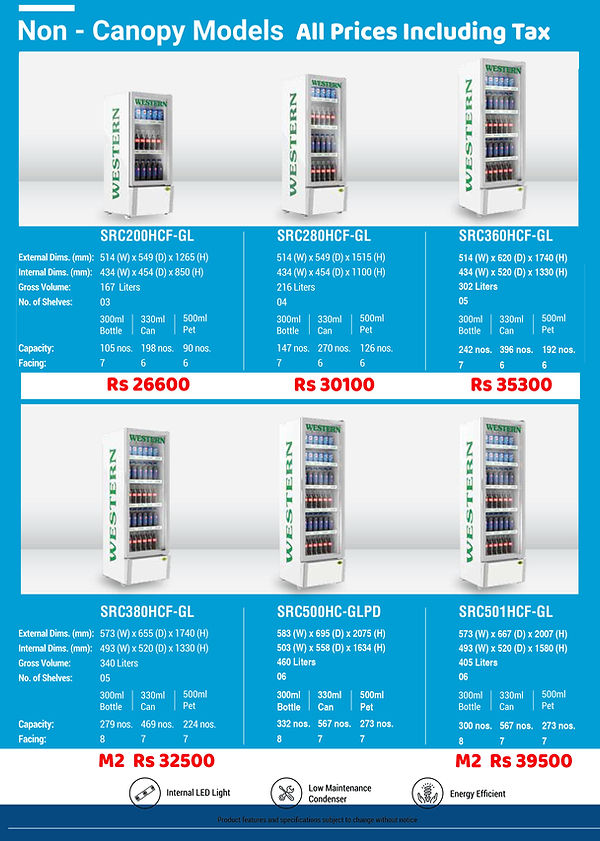 Non - Canopy Models All Prices Including Tax
WESTERN WESTERN
WESTERN WESTERN
WESTERN WESTERN
SRC200HCF-GL SRC280HCF-GL SRC360HCF-GL
External Dims. (mm): 514 (W) x 549 (D) x 1265 (H) 514 (W) x 549 (D) x 1515 (H) 514 (W) x 620 (D) x 1740 (H)
Internal Dims. (mm): 434 (W) x 454 (D) x 850 (H) 434 (W) x 454 (D) x 1100 (H) 434 (W) x 520 (D) x 1330 (H)
Gross Volume: 167 Liters 216 Liters 302 Liters
No. of Shelves: 03 04 05
300ml 330ml 500ml 300ml 330ml 500ml 300ml 330ml 500ml
Bottle Can Pet Bottle Can Pet Bottle Can Pet
Capacity: 105 nos. 198 nos. 90 nos. 147 nos. 270 nos. 126 nos. 242 nos. 396 nos. 192 nos.
Facing: 7 6 6 7 6 6 7 6 6
Rs 26600 Rs 30100 Rs 35300
WESTERN WESTERN
WESTERN WESTERN
WESTERN WESTERN
SRC380HCF-GL SRC500HC-GLPD SRC501HCF-GL
External Dims. (mm): 573 (W) x 655 (D) x 1740 (H) 583 (W) x 695 (D) x 2075 (H) 573 (W) x 667 (D) x 2007 (H)
Internal Dims. (mm): 493 (W) x 520 (D) x 1330 (H) 503 (W) x 558 (D) x 1634 (H) 493 (W) x 520 (D) x 1580 (H)
Gross Volume: 340 Liters 460 Liters 405 Liters
No. of Shelves: 05 06 06
300ml 330ml 500ml 300ml 330ml 500ml 300ml 330ml 500ml
Bottle Can Pet Bottle Can Pet Bottle Can Pet
Capacity: 279 nos. 469 nos. 224 nos. 332 nos. 567 nos. 273 nos. 300 nos. 567 nos. 273 nos.
Facing: 8 7 7 8 7 7 8 7 7
M2 Rs 32500 M2 Rs 39500
Internal LED Light Low Maintenance Condenser Energy Efficient
Product features and specifications subject to change without notice